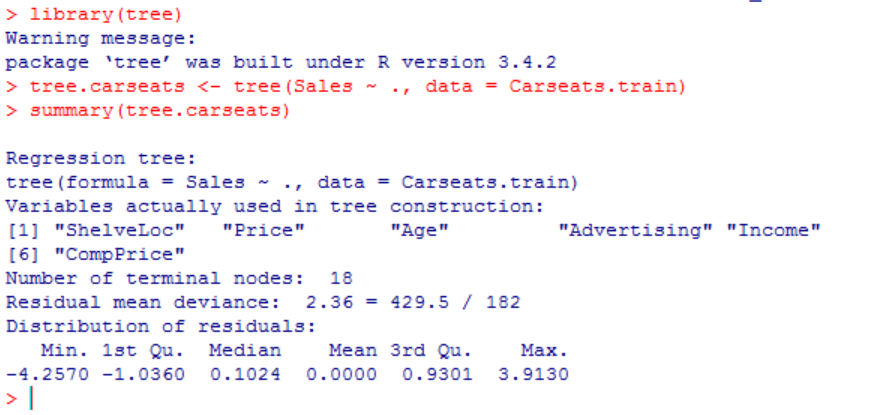 > library(tree)
Warning message:
package ‘tree’ was built under R version 3.4.2
> tree.carseats <- tree(Sales ~ ., data = Carseats.train)
> summary(tree.carseats)

Regression tree:
tree(formula = Sales ~ ., data = Carseats.train)
Variables actually used in tree construction:
[1] "ShelveLoc"   "Price"       "Age"         "Advertising" "Income"
[6] "CompPrice"
Number of terminal nodes:  18
Residual mean deviance:  2.36 = 429.5 / 182
Distribution of residuals:
   Min. 1st Qu.  Median    Mean 3rd Qu.    Max.
-4.2570 -1.0360  0.1024  0.0000  0.9301  3.9130
>